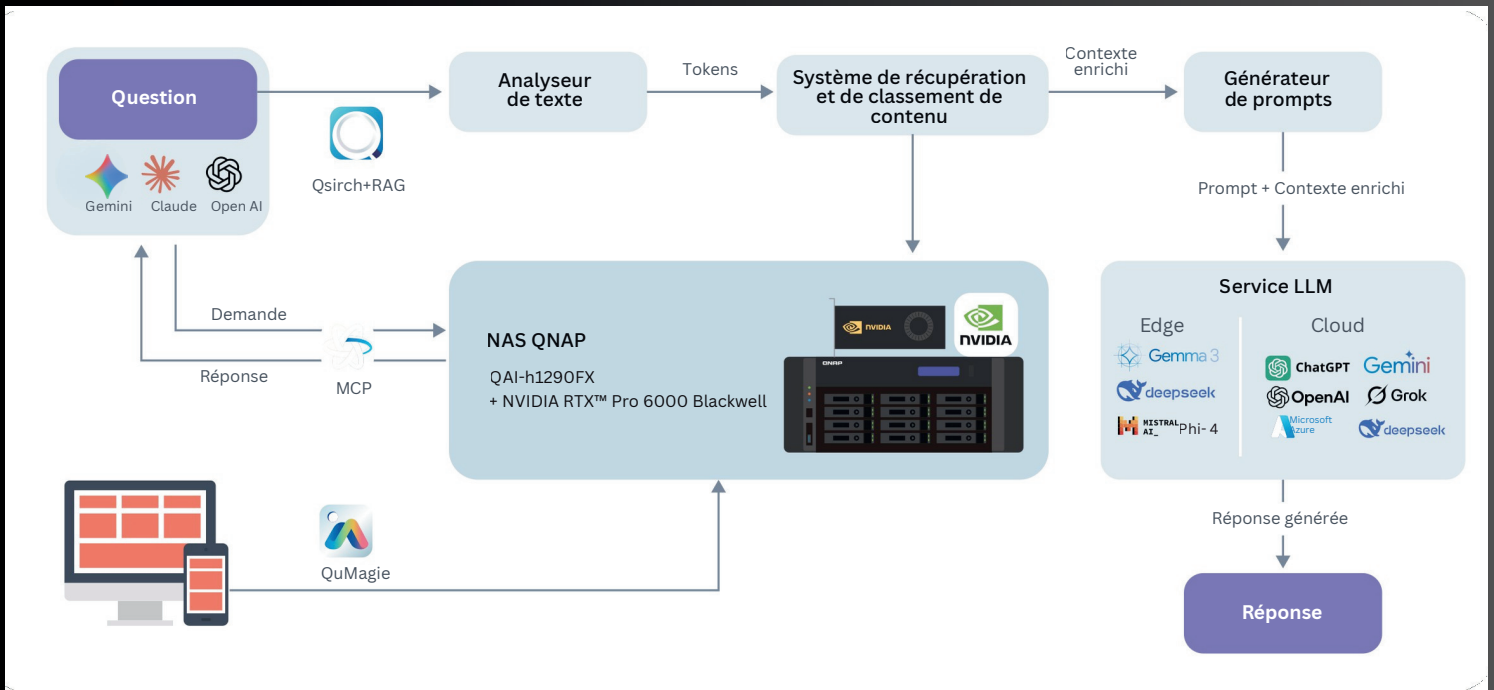 Question
Gemini
Claude
Open AI
Qsirch+RAG
Analyseur
de texte
Tokens
Système de récupération
et de classement de
contenu
Contexte
enrichi
Générateur
de prompts
Prompt + Contexte enrichi
Demande
Réponse
MCP
NAS QNAP
QAI-h1290FX
+ NVIDIA RTX™ Pro 6000 Blackwell
NVIDIA
NVIDIA
QNAP
Service LLM
Edge
Gemma 3
deepseek
MISTRAL
AI_
Phi-4
Cloud
ChatGPT
Gemini
OpenAI
Grok
Microsoft
Azure
deepseek
Réponse générée
Réponse
QuMagie